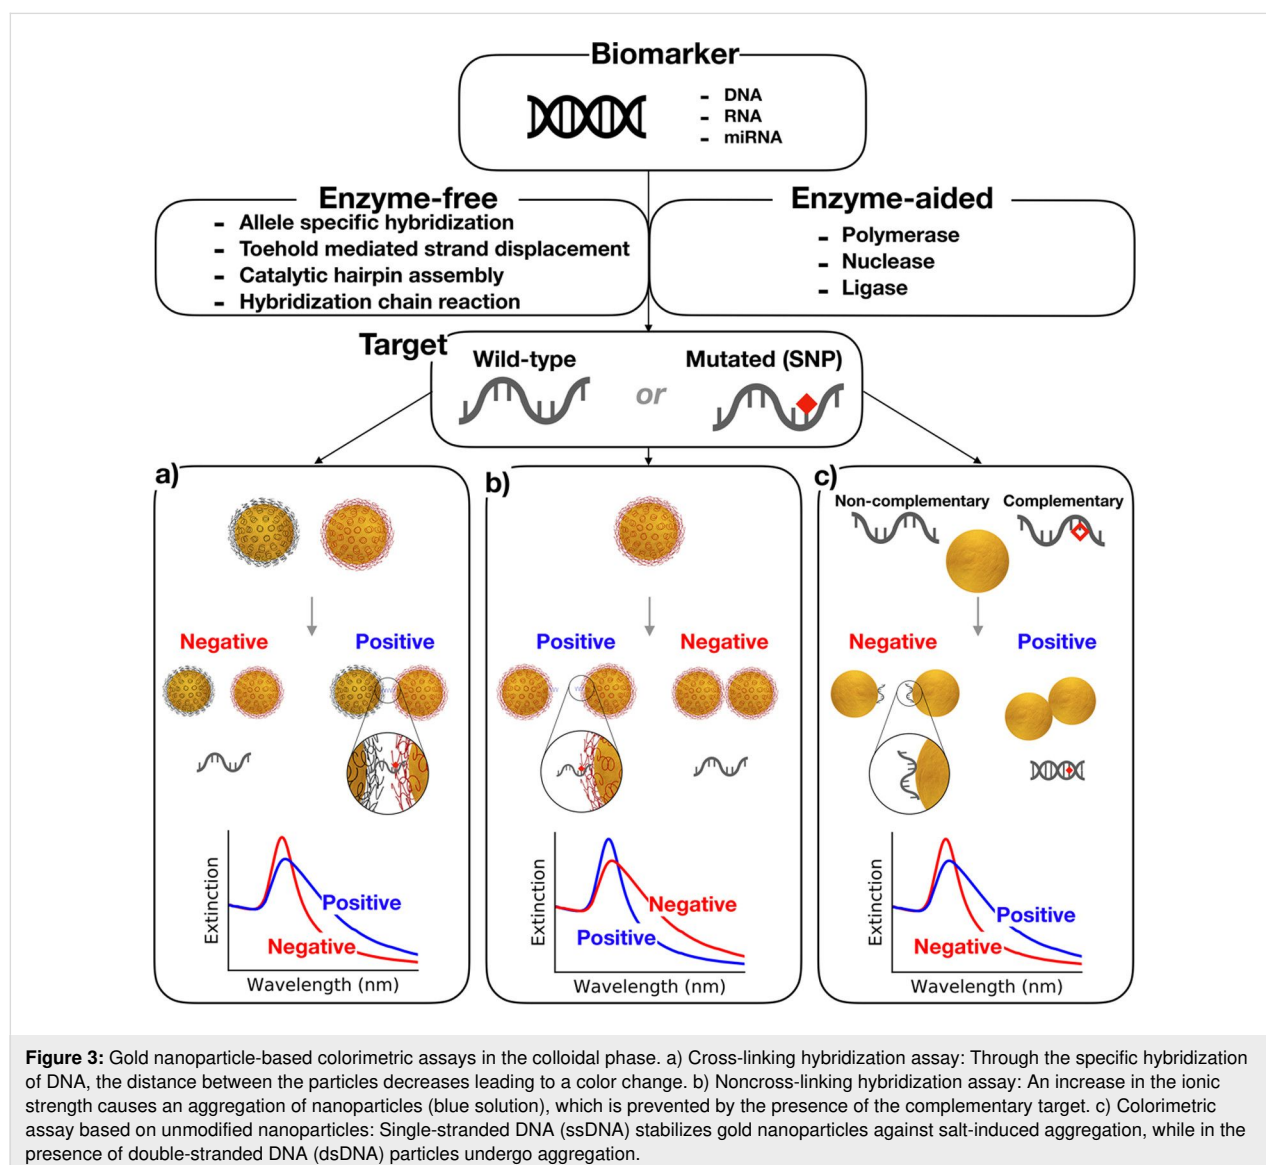 Biomarker
- DNA
- RNA
- miRNA
Enzyme-free
- Allele specific hybridization
- Toehold mediated strand displacement
- Catalytic hairpin assembly
- Hybridization chain reaction
Enzyme-aided
- Polymerase
- Nuclease
- Ligase
Target
Wild-type
or
Mutated (SNP)
a)
Negative
Positive
Extinction
Positive
Negative
Wavelength (nm)
b)
Positive
Negative
Extinction
Negative
Positive
Wavelength (nm)
c)
Non-complementary
Complementary
Negative
Positive
Extinction
Positive
Negative
Wavelength (nm)
Figure 3: Gold nanoparticle-based colorimetric assays in the colloidal phase. a) Cross-linking hybridization assay: Through the specific hybridization
of DNA, the distance between the particles decreases leading to a color change. b) Noncross-linking hybridization assay: An increase in the ionic
strength causes an aggregation of nanoparticles (blue solution), which is prevented by the presence of the complementary target. c) Colorimetric
assay based on unmodified nanoparticles: Single-stranded DNA (ssDNA) stabilizes gold nanoparticles against salt-induced aggregation, while in the
presence of double-stranded DNA (dsDNA) particles undergo aggregation.